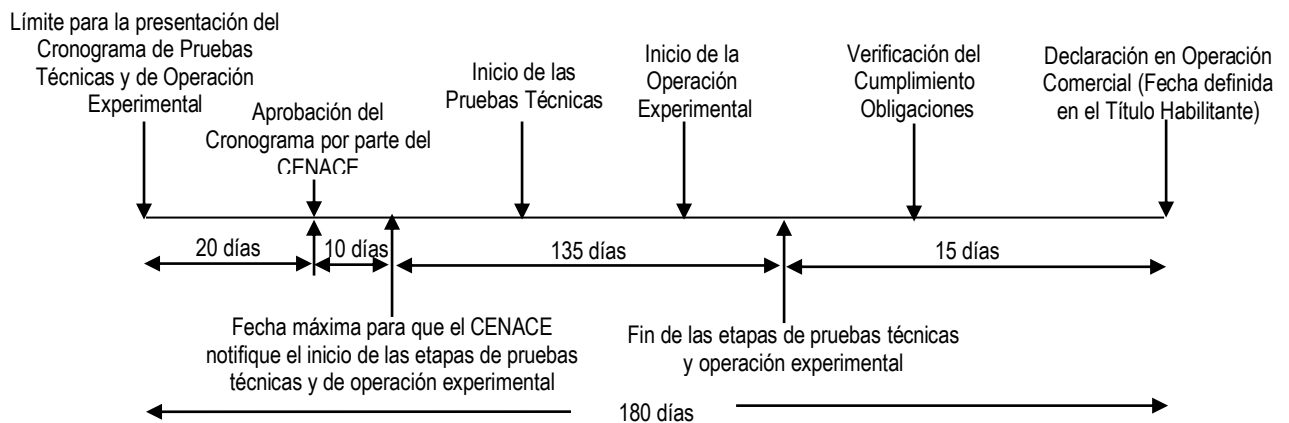 Límite para la presentación del
Cronograma de Pruebas
Técnicas y de Operación
Experimental
Aprobación del
Cronograma por parte del
CENACE
Inicio de las
Pruebas Técnicas
Inicio de la
Operación
Experimental
Verificación del
Cumplimiento
Obligaciones
Declaración en Operación
Comercial (Fecha definida
en el Título Habilitante)
20 días
10 días
135 días
15 días
Fecha máxima para que el CENACE
notifique el inicio de las etapas de pruebas
técnicas y de operación experimental
Fin de las etapas de pruebas técnicas
y operación experimental
180 días